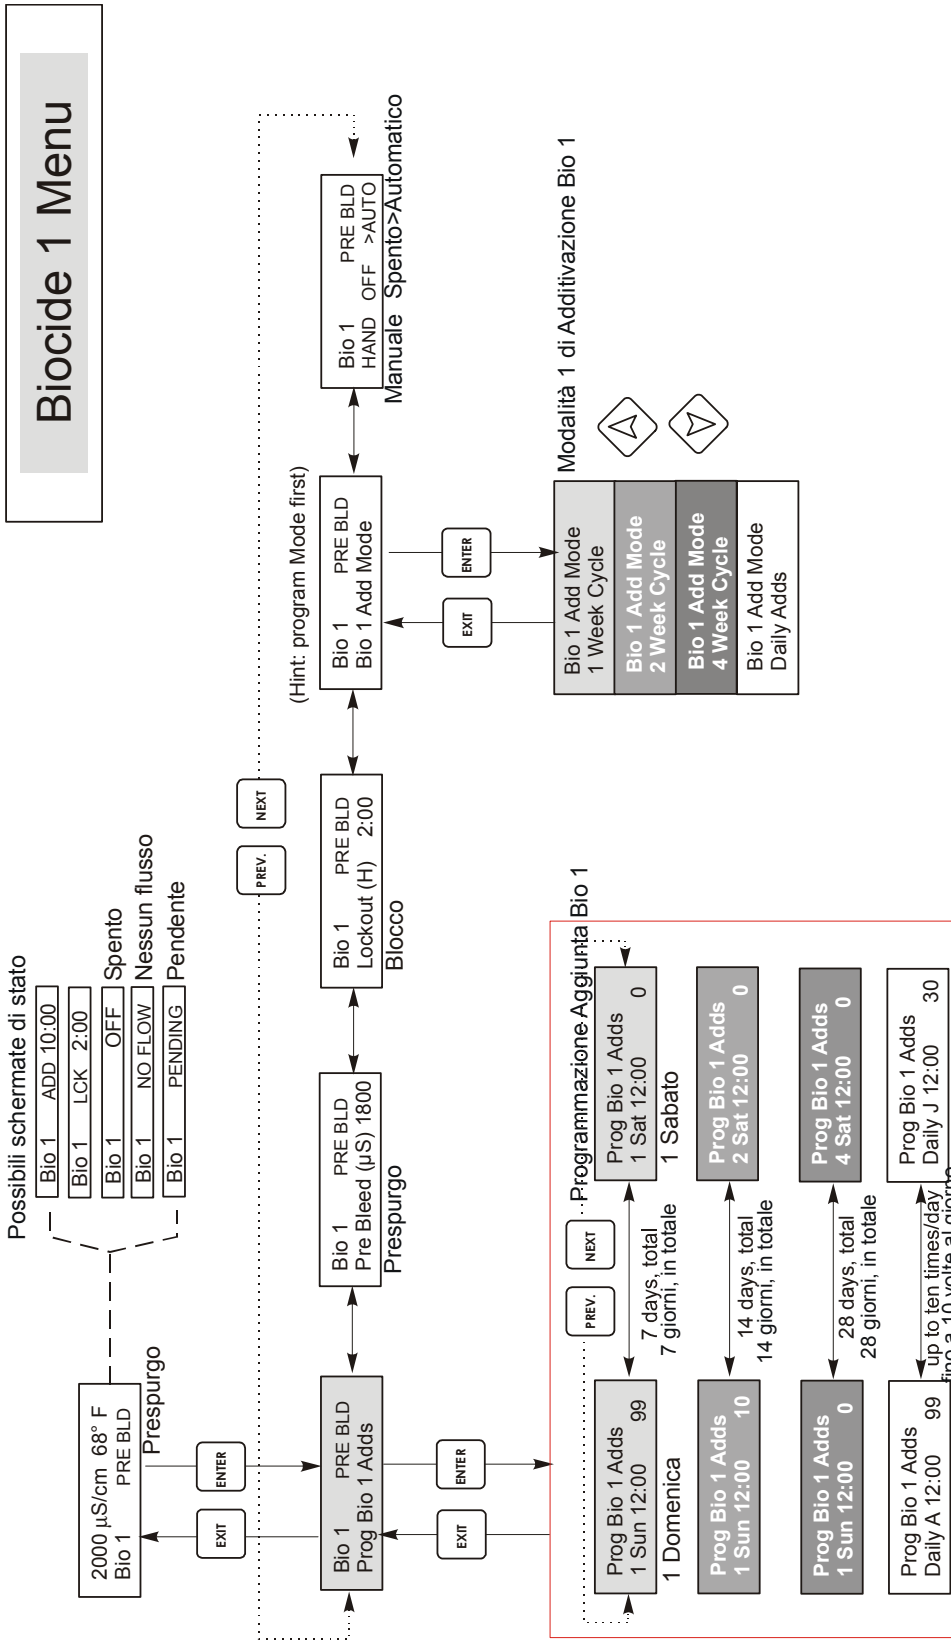 Biocide 1 Menu
Possibili schermate di stato
Bio 1 ADD 10:00
Bio 1 LCK 2:00
Bio 1 OFF
Spento
Bio 1 NO FLOW
Nessun flusso
Bio 1 PENDING
Pendente
2000 µS/cm 68° F
Bio 1 PRE BLD
Prespurgo
EXIT
ENTER
PREV.
NEXT
Bio 1 PRE BLD
Prog Bio 1 Adds
Bio 1 PRE BLD
Pre Bleed (µS) 1800
Prespurgo
Bio 1 PRE BLD
Lockout (H) 2:00
Blocco
(Hint: program Mode first)
Bio 1 PRE BLD
Bio 1 Add Mode
Bio 1 PRE BLD
HAND OFF >AUTO
Manuale Spento>Automatico
EXIT
ENTER
EXIT
ENTER
Modalità 1 di Additivazione Bio 1
Bio 1 Add Mode
1 Week Cycle
Bio 1 Add Mode
2 Week Cycle
Bio 1 Add Mode
4 Week Cycle
Bio 1 Add Mode
Daily Adds
PREV.
NEXT
Programmazione Aggiunta Bio 1
Prog Bio 1 Adds
1 Sun 12:00 99
1 Domenica
7 days, total
7 giorni, in totale
Prog Bio 1 Adds
1 Sat 12:00 0
1 Sabato
Prog Bio 1 Adds
1 Sun 12:00 10
14 days, total
14 giorni, in totale
Prog Bio 1 Adds
2 Sat 12:00 0
Prog Bio 1 Adds
1 Sun 12:00 0
28 days, total
28 giorni, in totale
Prog Bio 1 Adds
4 Sat 12:00 0
Prog Bio 1 Adds
Daily A 12:00 99
up to ten times/day
fino a 10 volte al giorno
Prog Bio 1 Adds
Daily J 12:00 30